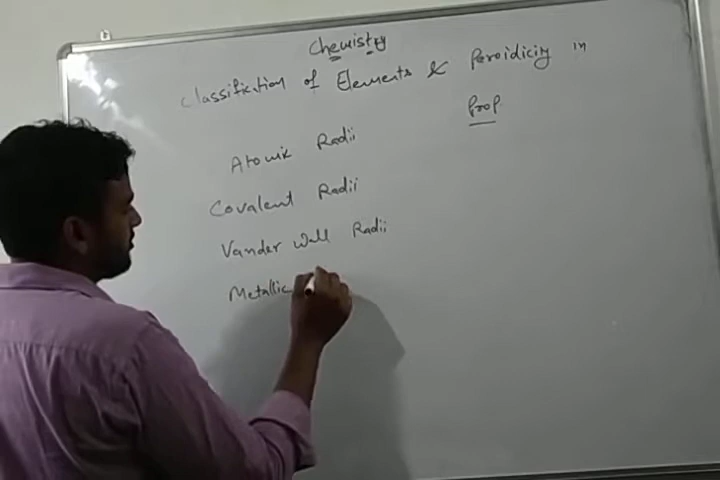 Chemistry
Classification of Elements & Peroidicity in
Prop
Atomic Radii
Covalent Radii
Vander Wall Radii
Metallic